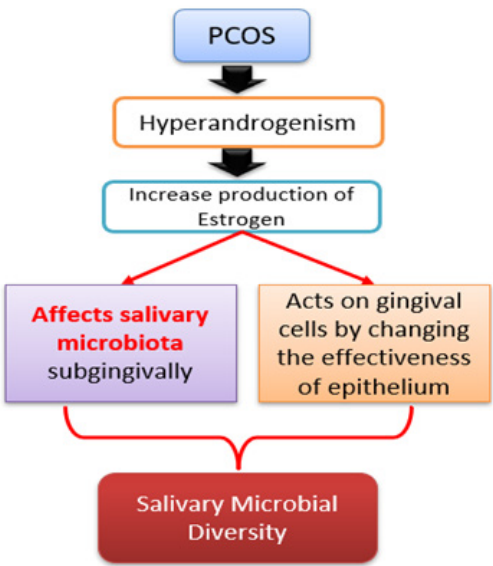 PCOS
Hyperandrogenism
Increase production of
Estrogen
Affects salivary
microbiota
subgingivally
Acts on gingival
cells by changing
the effectiveness
of epithelium
Salivary Microbial
Diversity